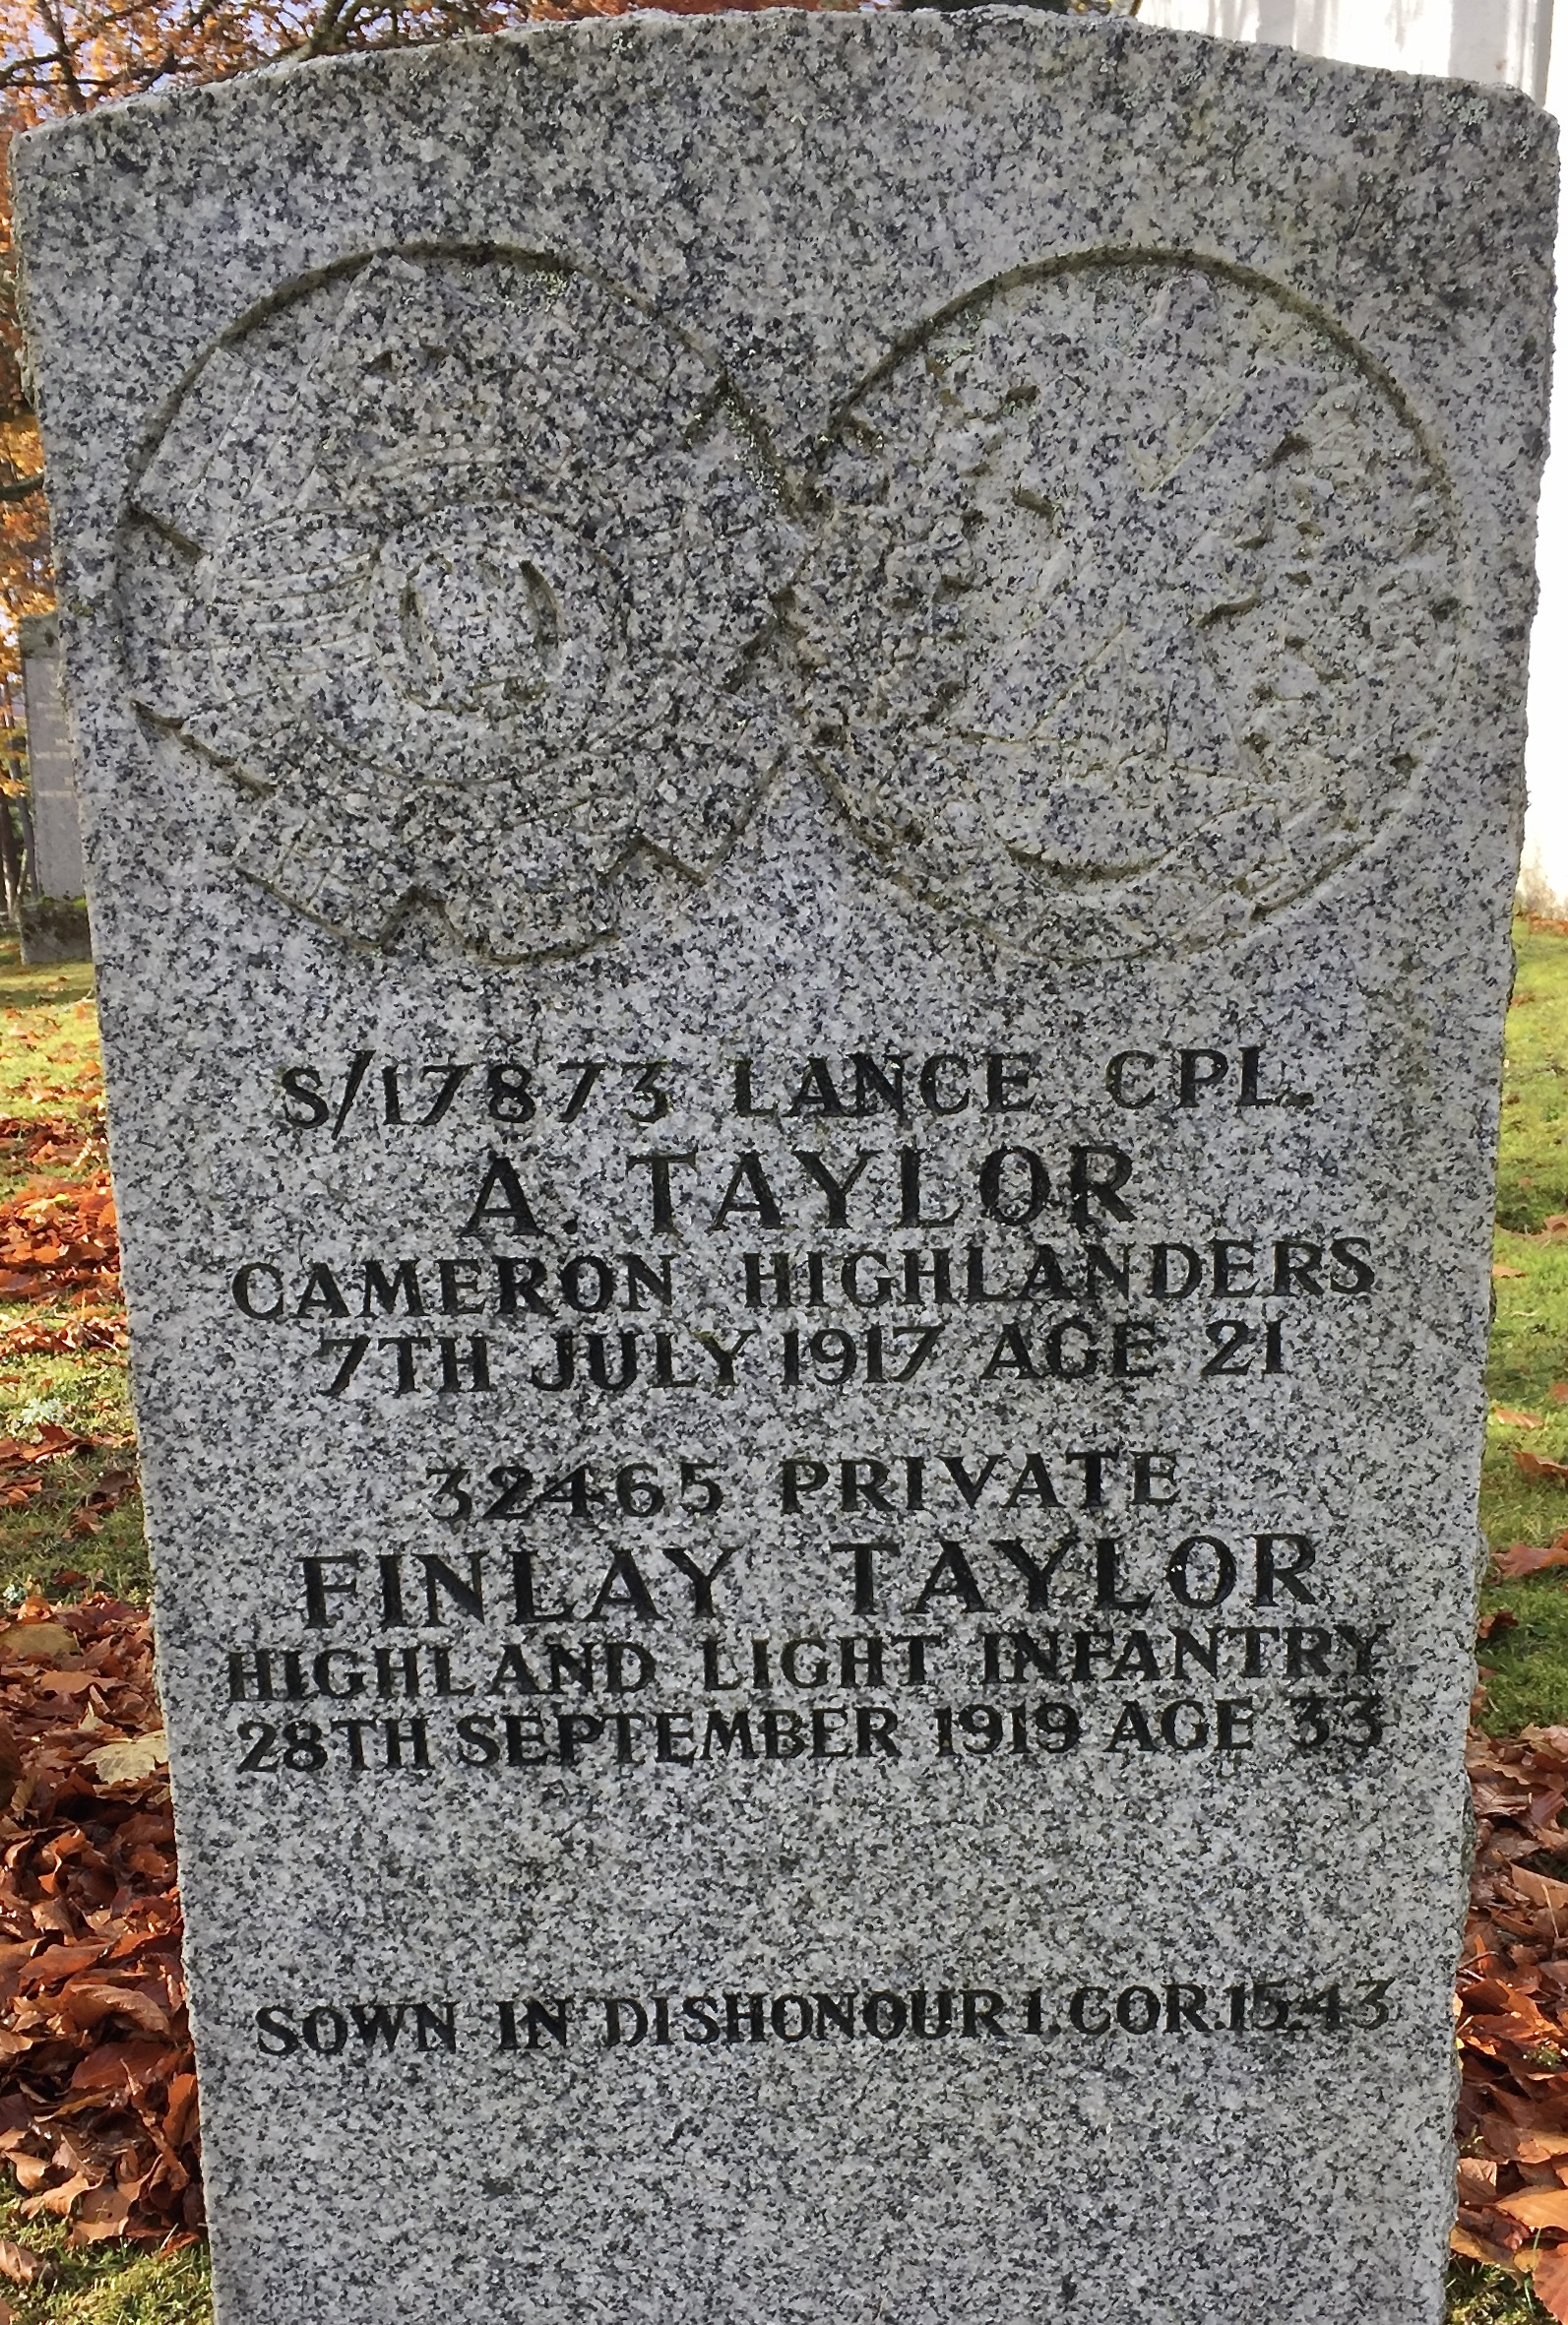 S/17873 LANCE CPL.
A. TAYLOR
CAMERON HIGHLANDERS
7TH JULY 1917 AGE 21
32465 PRIVATE
FINLAY TAYLOR
HIGHLAND LIGHT INFANTRY
28TH SEPTEMBER 1919 AGE 33
SOWN IN DISHONOUR 1.COR.15.43